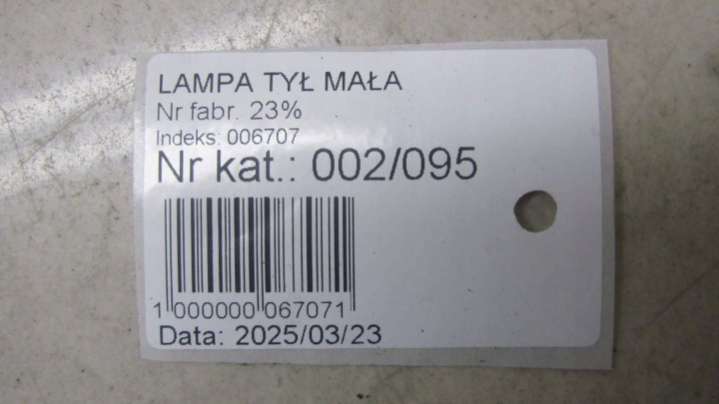 LAMPA TYŁ MAŁA
Nr fabr. 23%
Indeks: 006707
Nr kat.: 002/095
1 000000 067071
Data: 2025/03/23